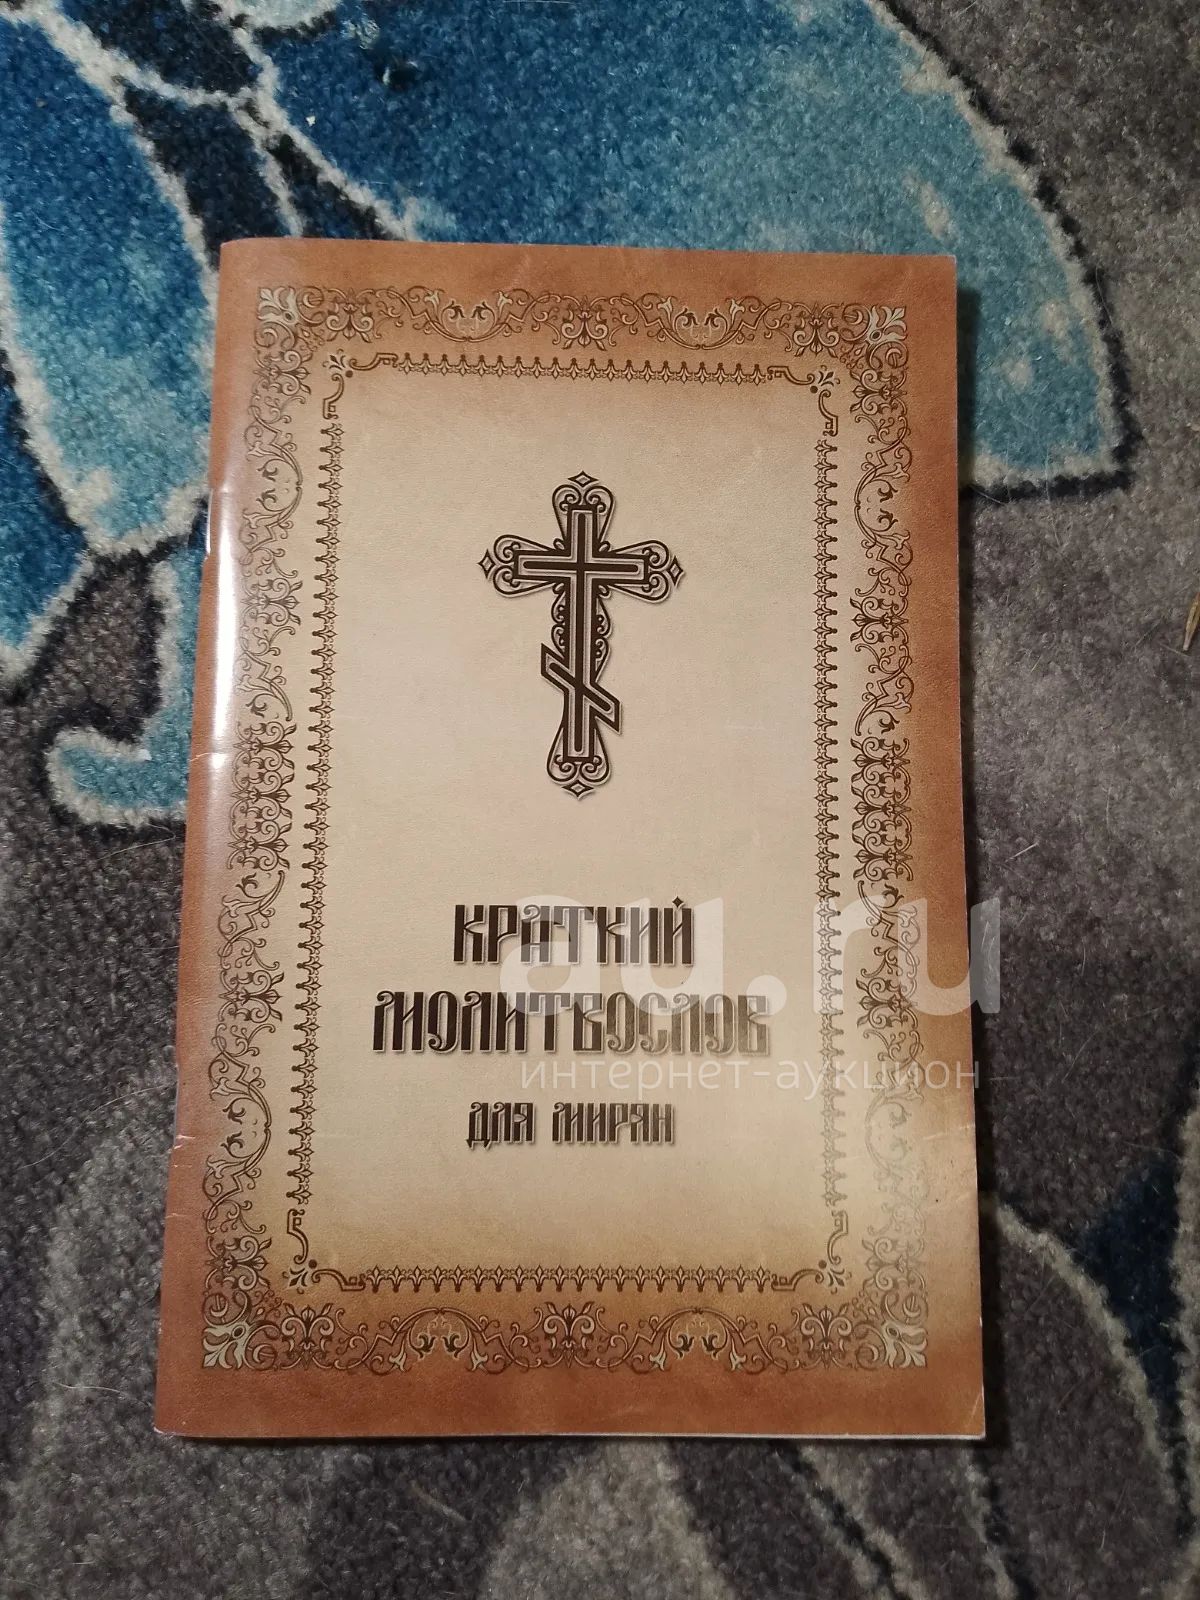 КРАТКИЙ
МОЛИТВОСЛОВ
ДЛЯ МИРЯН
au.ru
интернет-аукцион